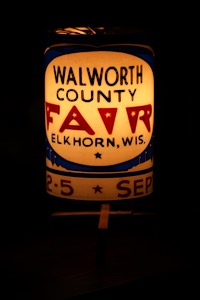 WALWORTH
COUNTY
FAIR
ELKHORN, WIS.
2-5 ★ SEP